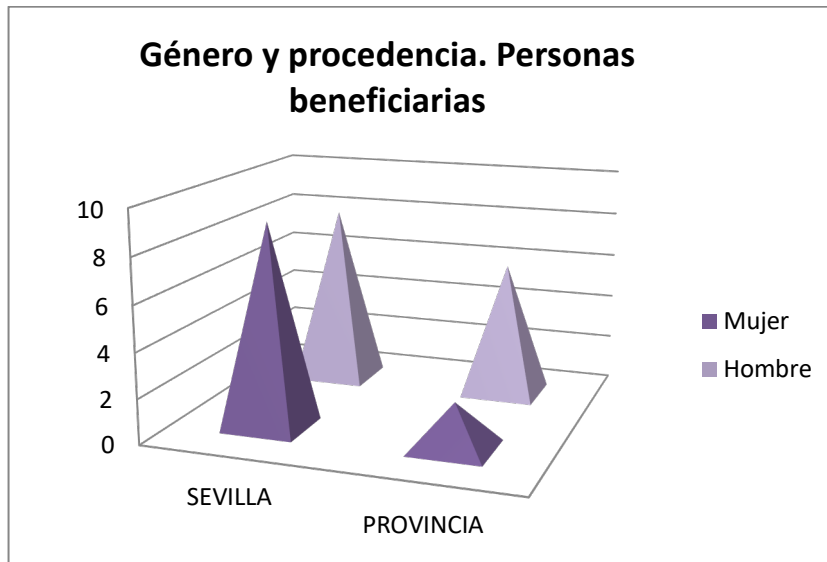 Género y procedencia. Personas
beneficiarias
10
8
6
4
2
0
SEVILLA
PROVINCIA
Mujer
Hombre